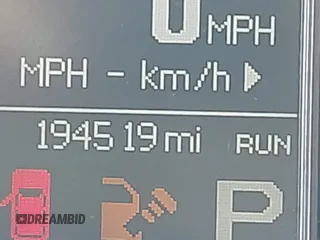 0 MPH
MPH - km/h
194519 mi RUN
P
DREAMBID